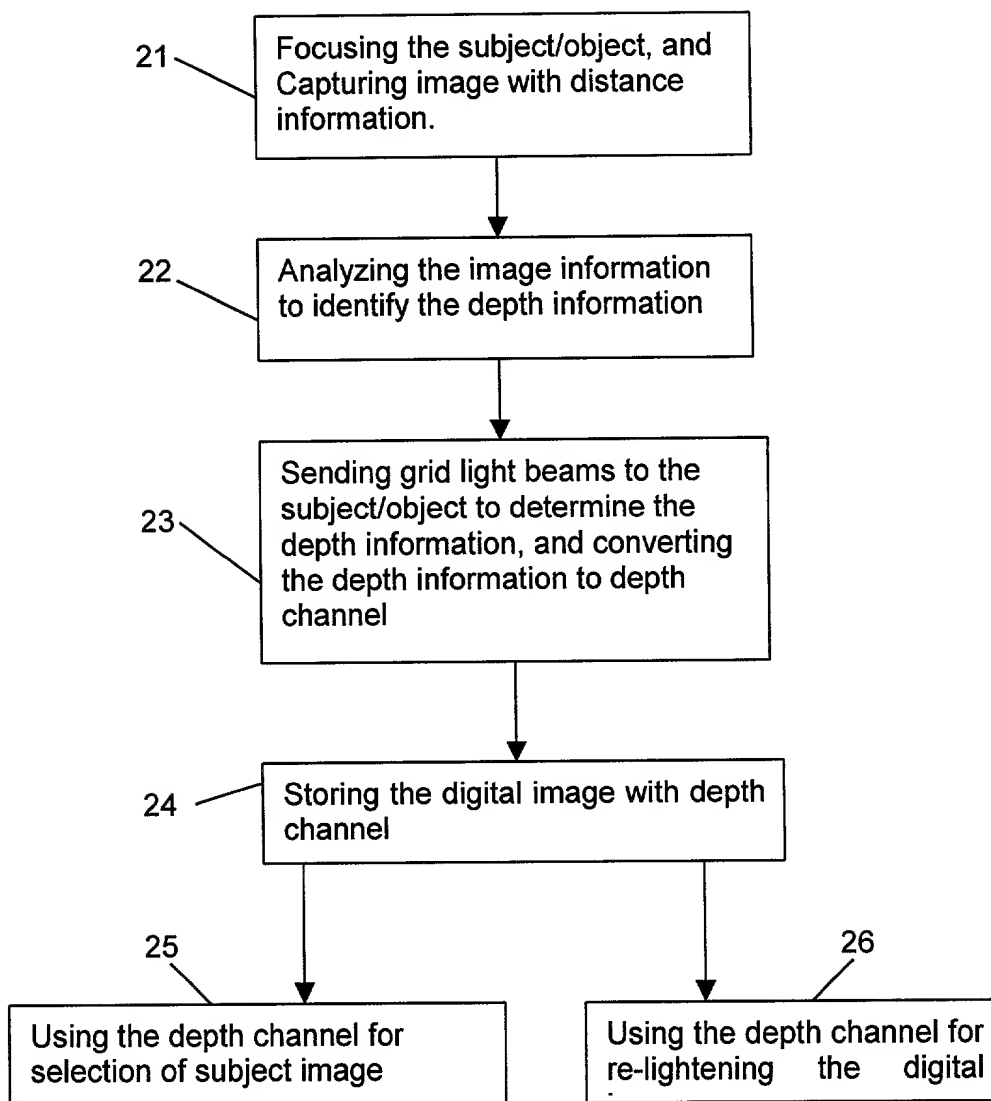 21
Focusing the subject/object, and
Capturing image with distance
information.
22
Analyzing the image information
to identify the depth information
23
Sending grid light beams to the
subject/object to determine the
depth information, and converting
the depth information to depth
channel
24
Storing the digital image with depth
channel
25
Using the depth channel for
selection of subject image
26
Using the depth channel for
re-lightening the digital